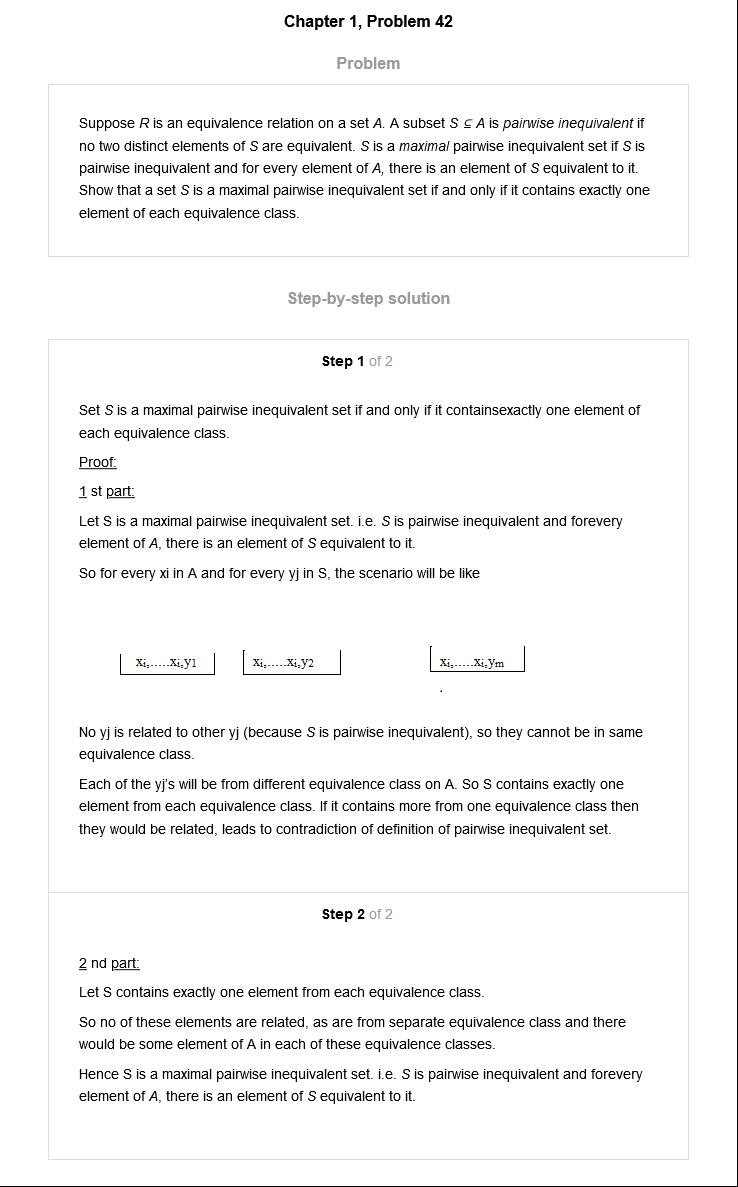 Chapter 1, Problem 42
Problem
Suppose R is an equivalence relation on a set A. A subset S ⊆ A is pairwise inequivalent if
no two distinct elements of S are equivalent. S is a maximal pairwise inequivalent set if S is
pairwise inequivalent and for every element of A, there is an element of S equivalent to it.
Show that a set S is a maximal pairwise inequivalent set if and only if it contains exactly one
element of each equivalence class.
Step-by-step solution
Step 1 of 2
Set S is a maximal pairwise inequivalent set if and only if it containsexactly one element of
each equivalence class.
Proof:
1 st part:
Let S is a maximal pairwise inequivalent set. i.e. S is pairwise inequivalent and forevery
element of A, there is an element of S equivalent to it.
So for every xi in A and for every yj in S, the scenario will be like
xi,.....xi,y1 xi,.....xi,y2 xi,.....xi,ym
.
No yj is related to other yj (because S is pairwise inequivalent), so they cannot be in same
equivalence class.
Each of the yj's will be from different equivalence class on A. So S contains exactly one
element from each equivalence class. If it contains more from one equivalence class then
they would be related, leads to contradiction of definition of pairwise inequivalent set.
Step 2 of 2
2 nd part:
Let S contains exactly one element from each equivalence class.
So no of these elements are related, as are from separate equivalence class and there
would be some element of A in each of these equivalence classes.
Hence S is a maximal pairwise inequivalent set. i.e. S is pairwise inequivalent and forevery
element of A, there is an element of S equivalent to it.